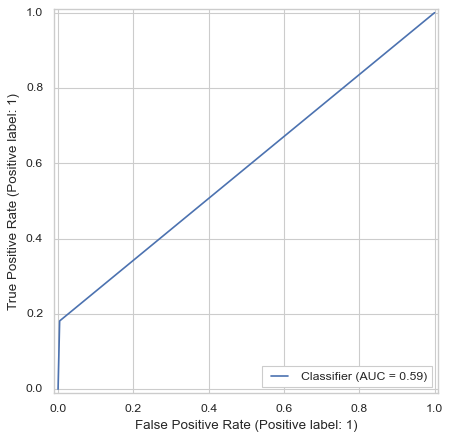 1.0
0.8
0.6
0.4
0.2
0.0
True Positive Rate (Positive label: 1)
Classifier (AUC = 0.59)
0.0 0.2 0.4 0.6 0.8 1.0
False Positive Rate (Positive label: 1)